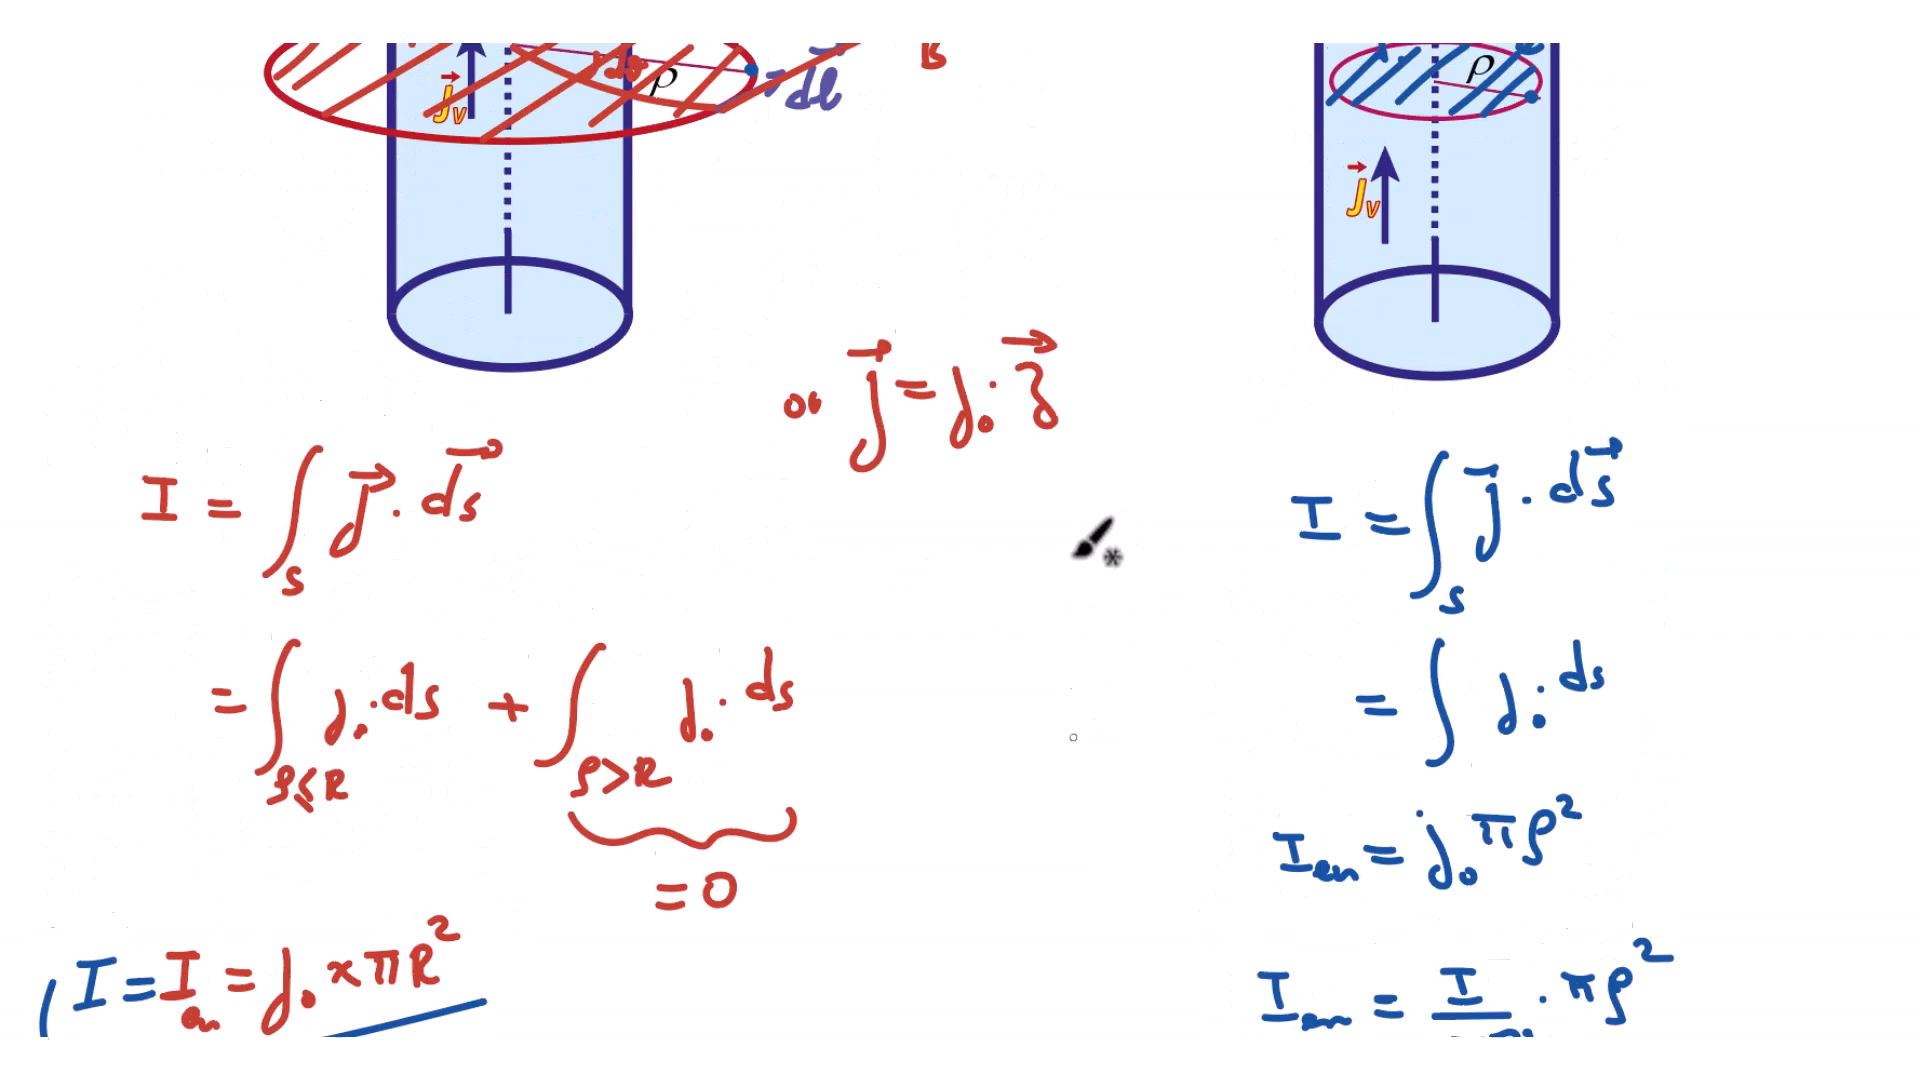 ρ
B
dℓ
J⃗v
ρ
J⃗v
or j⃗ = j₀ . z⃗
I = ∫S j⃗ . ds⃗
= ∫ρ≤R j₀ . ds + ∫ρ>R j₀ . ds
= 0
I = Ien = j₀ × πR²
I = ∫S j⃗ . ds⃗
= ∫ j₀ . ds
Ien = j₀ πρ²
Ien = I . πρ²